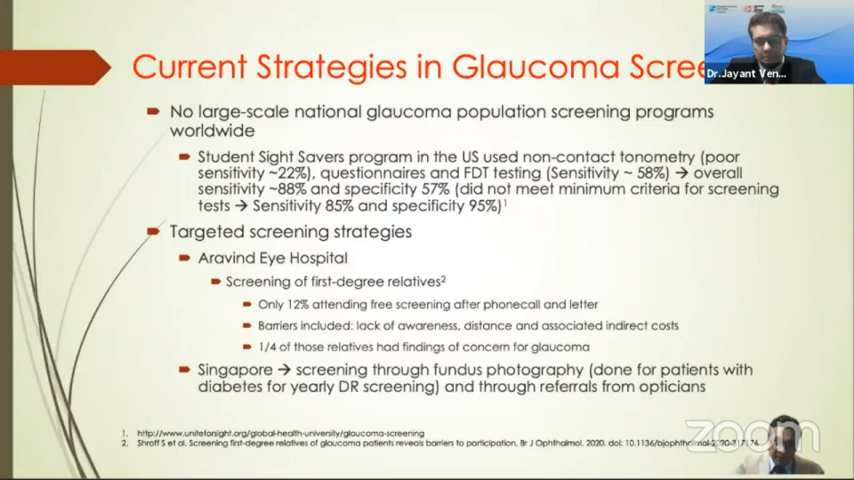 Current Strategies in Glaucoma Scree
Dr.Jayant Ven...
No large-scale national glaucoma population screening programs
worldwide
Student Sight Savers program in the US used non-contact tonometry (poor
sensitivity ~22%), questionnaires and FDT testing (Sensitivity ~ 58%) → overall
sensitivity ~88% and specificity 57% (did not meet minimum criteria for screening
tests → Sensitivity 85% and specificity 95%)¹
Targeted screening strategies
Aravind Eye Hospital
Screening of first-degree relatives²
Only 12% attending free screening after phonecall and letter
Barriers included: lack of awareness, distance and associated indirect costs
1/4 of those relatives had findings of concern for glaucoma
Singapore → screening through fundus photography (done for patients with
diabetes for yearly DR screening) and through referrals from opticians
1. http://www.uniteforsight.org/global-health-university/glaucoma-screening
2. Shroff S et al. Screening first-degree relatives of glaucoma patients reveals barriers to participation. Br J Ophthalmol. 2020. doi: 10.1136/bjophthalmol-2020-317176
zoom